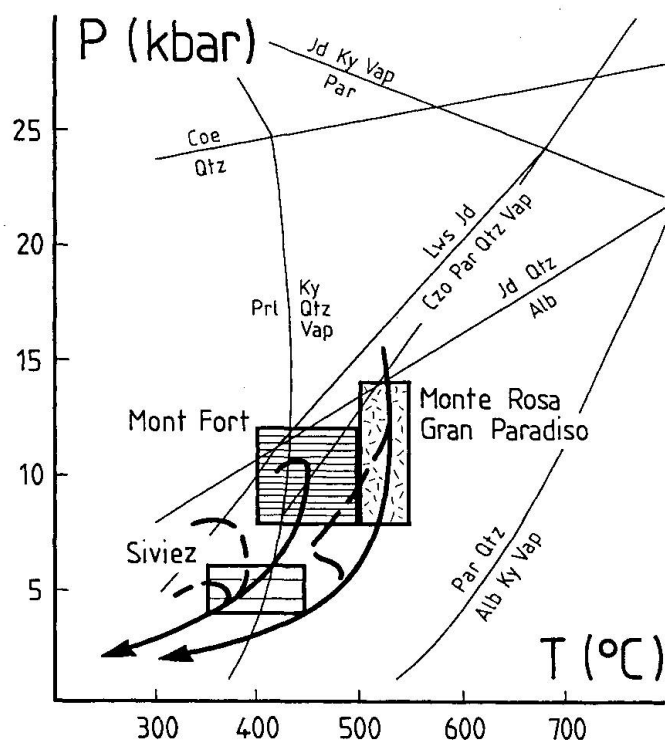 P (kbar)
Jd Ky Vap
Par
25
Coe
Qtz
20
Lws Jd
Czo Par Qtz Vap
Jd Qtz
Alb
Prl
Ky
Qtz
Vap
15
Mont Fort
Monte Rosa
Gran Paradiso
10
Siviez
Par Qtz
Alb Ky Vap
5
T (°C)
300
400
500
600
700